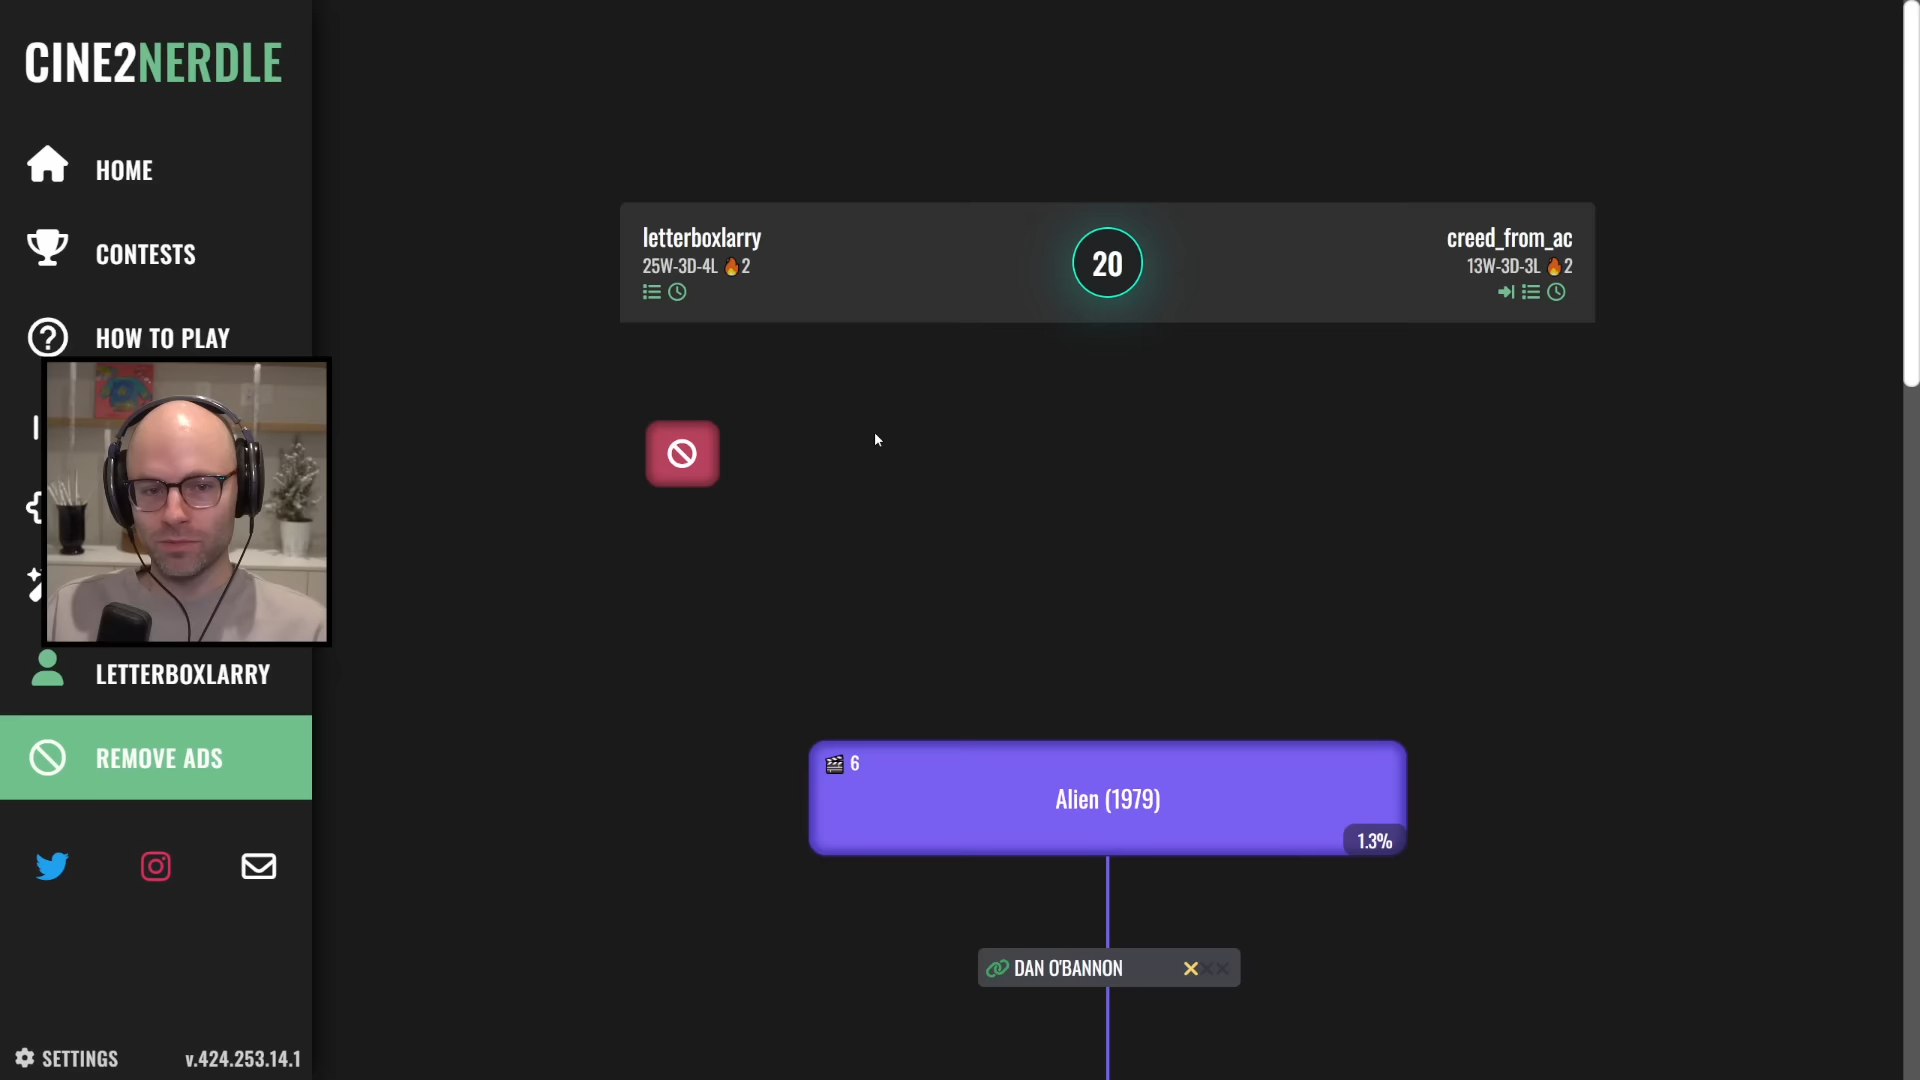 CINE2NERDLE
HOME
CONTESTS
HOW TO PLAY
LETTERBOXLARRY
REMOVE ADS
SETTINGS
v.424.253.14.1
letterboxlarry
25W-3D-4L 🔥2
20
creed_from_ac
13W-3D-3L 🔥2
6
Alien (1979)
1.3%
DAN O'BANNON